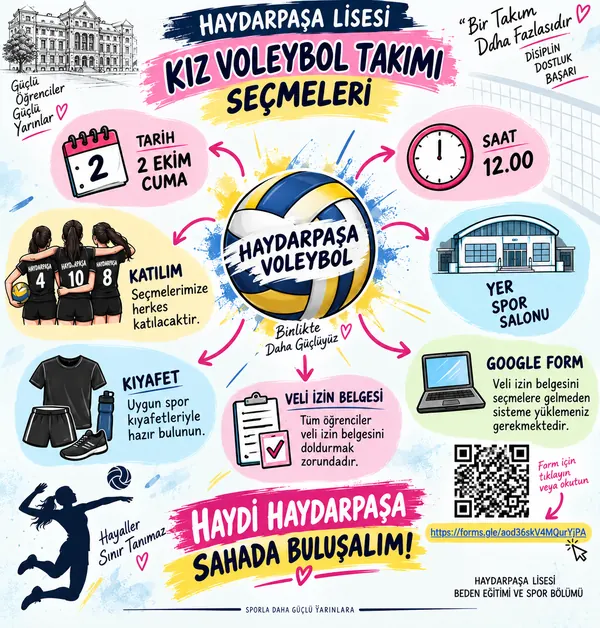 HAYDARPAŞA LİSESİ
KIZ VOLEYBOL TAKIMI
SEÇMELERİ
Güçlü
Öğrenciler
Güçlü
Yarınlar
“Bir Takım
Daha Fazlasıdır
DİSİPLİN
DOSTLUK
BAŞARI
2
TARİH
2 EKİM
CUMA
SAAT
12.00
HAYDARPAŞA
VOLEYBOL
Binlikte
Daha Güçlüyüz
HAYDARPAŞA
4
10
HAYDARPAŞA
8
KATILIM
Seçmelerimize
herkes
katılacaktir.
YER
SPOR
SALONU
KIYAFET
Uygun spor
kıyafetleriyle
hazır bulunun.
VELİ İZİN BELGESİ
Tüm öğrenciler
veli izin belgesini
doldurmak
zorundadır.
GOOGLE FORM
Veli izin belgesini
seçmelere gelmeden
sisteme yüklemeniz
gerekmektedir.
Form için
tıklayın
veya okutun
https://forms.gle/aod36skV4MQurYjPA
Hayaller
Sınır Tanımaz
HAYDİ HAYDARPAŞA
SAHADA BULUŞALIM!
HAYDARPAŞA LİSESİ
BEDEN EĞİTİMİ VE SPOR BÖLÜMÜ
SPORLA DAHA GÜÇLÜ YARINLARA